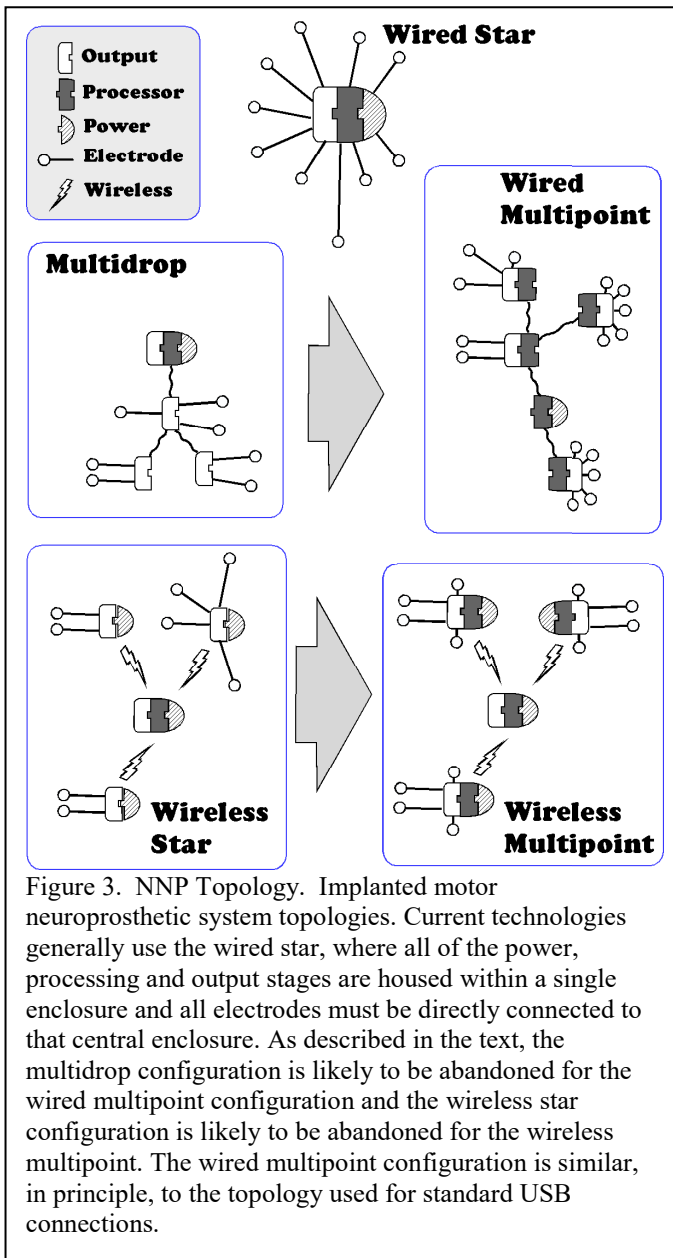 Wired Star
Output
Processor
Power
Electrode
Wireless
Wired
Multipoint
Multidrop
Wireless
Star
Wireless
Multipoint
Figure 3.  NNP Topology.  Implanted motor
neuroprosthetic system topologies. Current technologies
generally use the wired star, where all of the power,
processing and output stages are housed within a single
enclosure and all electrodes must be directly connected to
that central enclosure. As described in the text, the
multidrop configuration is likely to be abandoned for the
wired multipoint configuration and the wireless star
configuration is likely to be abandoned for the wireless
multipoint. The wired multipoint configuration is similar,
in principle, to the topology used for standard USB
connections.